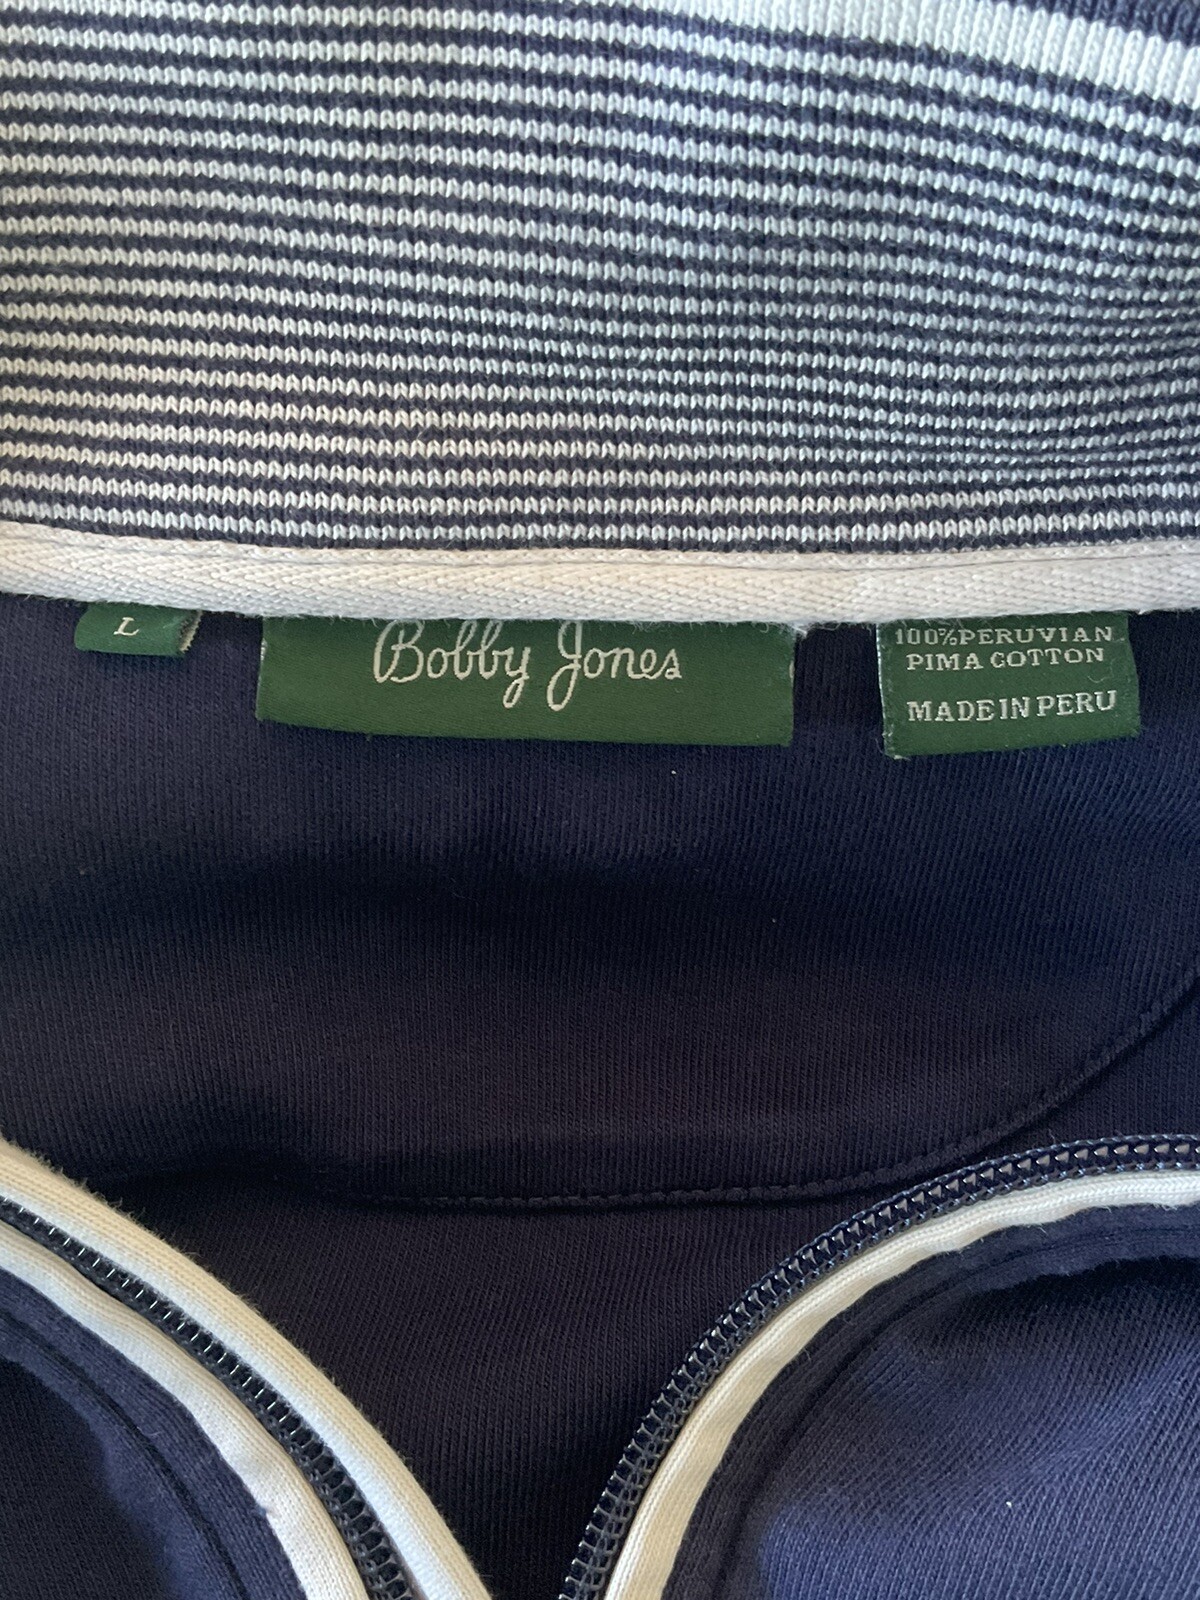 L
Bobby Jones
100% PERUVIAN
PIMA COTTON
MADE IN PERU